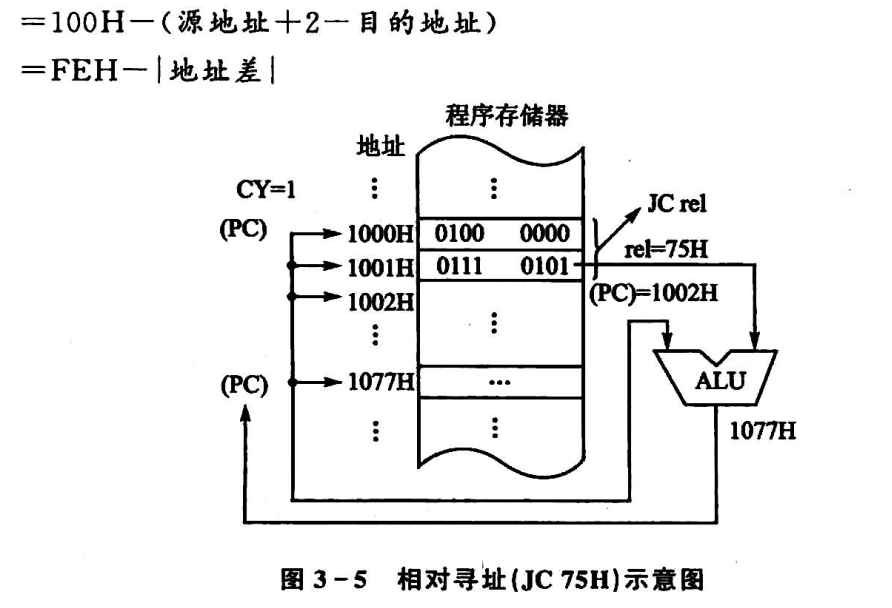 =100H-(源地址+2-目的地址)
=FEH-|地址差|
程序存储器
地址
CY=1 ⋮ ⋮
JC rel
(PC) 1000H 0100 0000
rel=75H
1001H 0111 0101
1002H (PC)=1002H
⋮ ⋮
(PC) 1077H … ALU
⋮ ⋮ 1077H
图 3-5 相对寻址(JC 75H)示意图